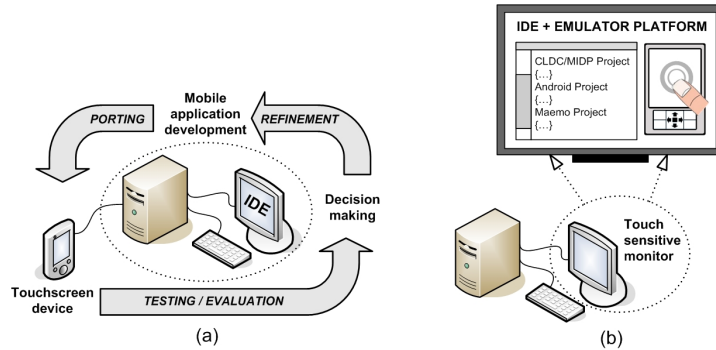 Mobile
application
development
PORTING
REFINEMENT
IDE
Decision
making
Touchscreen
device
TESTING / EVALUATION
(a)
IDE + EMULATOR PLATFORM
CLDC/MIDP Project
{...}
Android Project
{...}
Maemo Project
{...}
Touch
sensitive
monitor
(b)